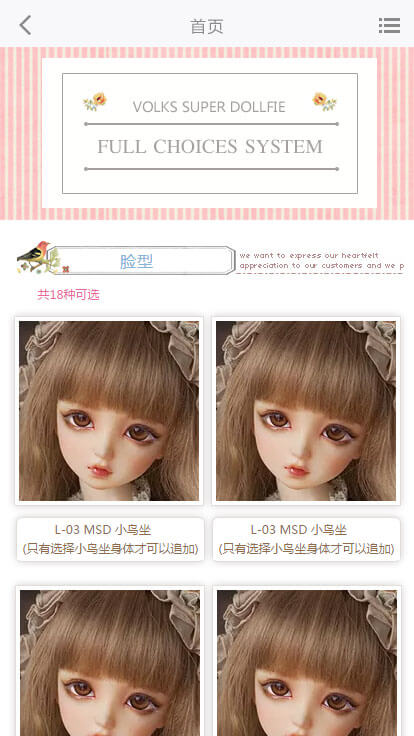 首页
VOLKS SUPER DOLLFIE
FULL CHOICES SYSTEM
脸型
we want to express our heartfelt
appreciation to our customers and we p
共18种可选
L-03 MSD 小鸟坐
(只有选择小鸟坐身体才可以追加)
L-03 MSD 小鸟坐
(只有选择小鸟坐身体才可以追加)